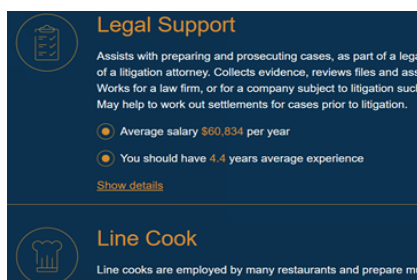 Legal Support
Assists with preparing and prosecuting cases, as part of a
of a litigation attorney. Collects evidence, reviews files and
Works for a law firm, or for a company subject to litigation
May help to work out settlements for cases prior to litigation.
Average salary $60,834 per year
You should have 4.4 years average experience
Show details
Line Cook
Line cooks are employed by many restaurants and prepare